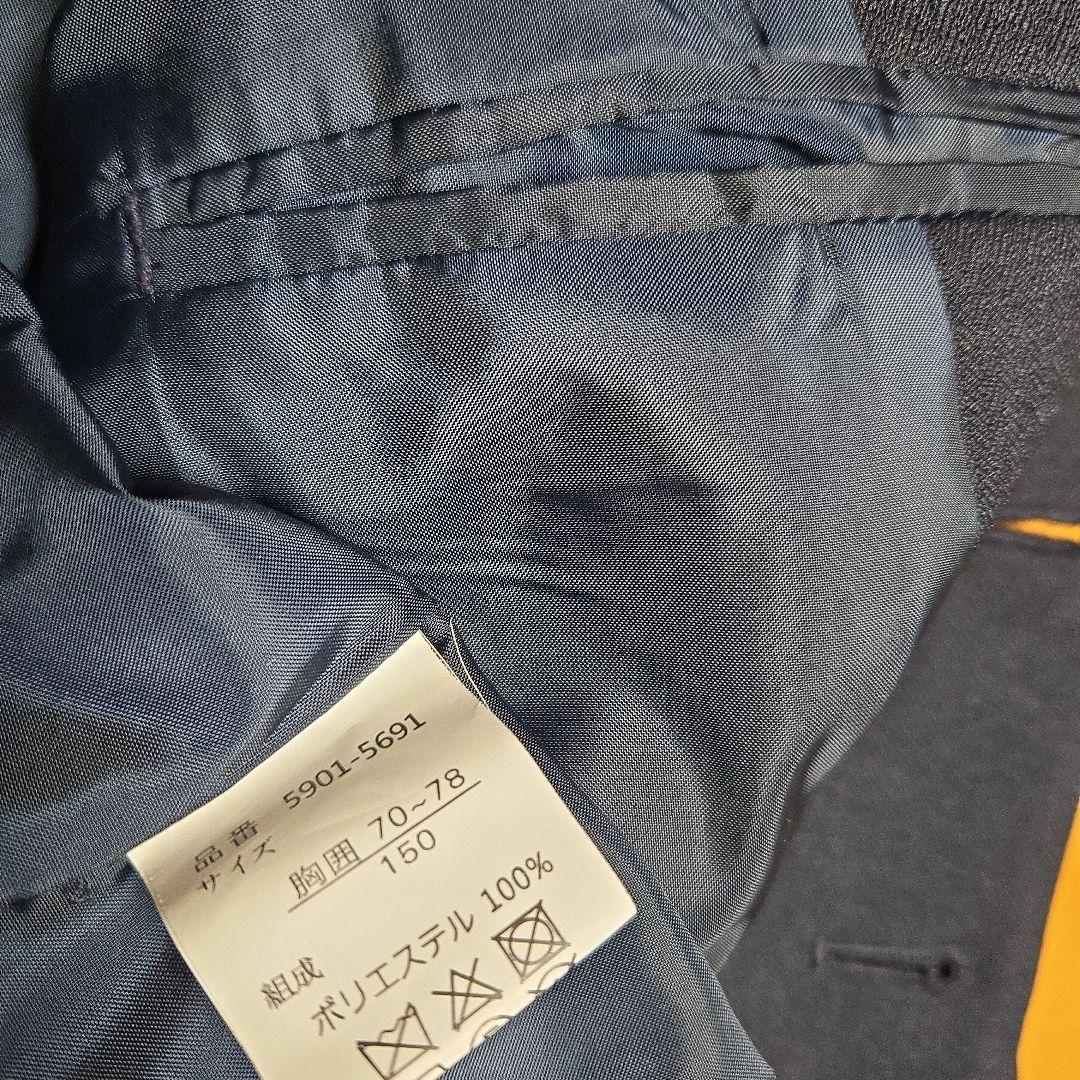 品番 5901-5691
サイズ
胸囲 70~78
150
組成
ポリエステル 100%